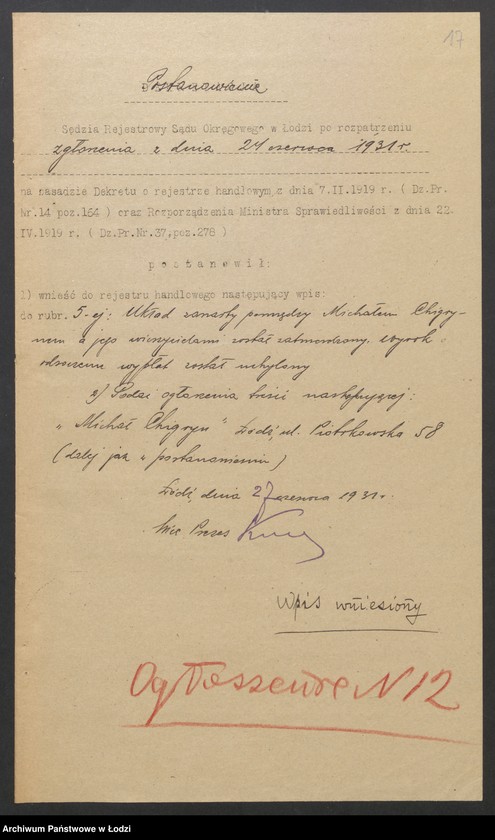 17
Postanowienie
Sędzia Rejestrowy Sądu Okręgowego w Łodzi po rozpatrzeniu
zgłoszenia z dnia 24 czerwca 1931 r.
na zasadzie Dekretu o rejestrze handlowym z dnia 7.II.1919 r. ( Dz.Pr.
Nr.14 poz.164 ) oraz Rozporządzenia Ministra Sprawiedliwości z dnia 22.
IV.1919 r. ( Dz.Pr.Nr.37,poz.278 )
p o s t a n o w i ł:
1) wnieść do rejestru handlowego następujący wpis:
do rubr. 5-ej: Układ zawarty pomiędzy Michałem Chigry-
nem a jego wierzycielami został zatwierdzony. wyrok o
odroczeniu wypłat został uchylony
2) Podać ogłoszenia treści następującej:
„Michał Chigryn" Łódź, ul. Piotrkowska 58
(dalej jak w postanowieniu)
Łódź, dnia 27 czerwca 1931 r.
Wice Prezes
Wpis wniesiony
Ogłoszenie N 12
Archiwum Państwowe w Łodzi